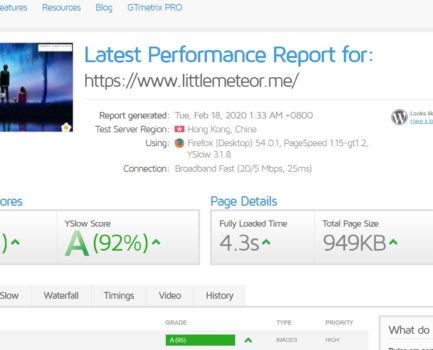 eatures Resources Blog GTmetrix PRO
Latest Performance Report for:
https://www.littlemeteor.me/
Report generated: Tue, Feb 18, 2020 1:33 AM +0800
Test Server Region: Hong Kong, China
Using: Firefox (Desktop) 54.0.1, PageSpeed 1.15-gt1.2,
YSlow 3.1.8
Connection: Broadband Fast (20/5 Mbps, 25ms)
Looks like
ores
Page Details
YSlow Score
Fully Loaded Time
Total Page Size
) A (92%)
4.3s
949KB
Slow Waterfall Timings Video History
GRADE TYPE PRIORITY
A (95) IMAGES HIGH
What do